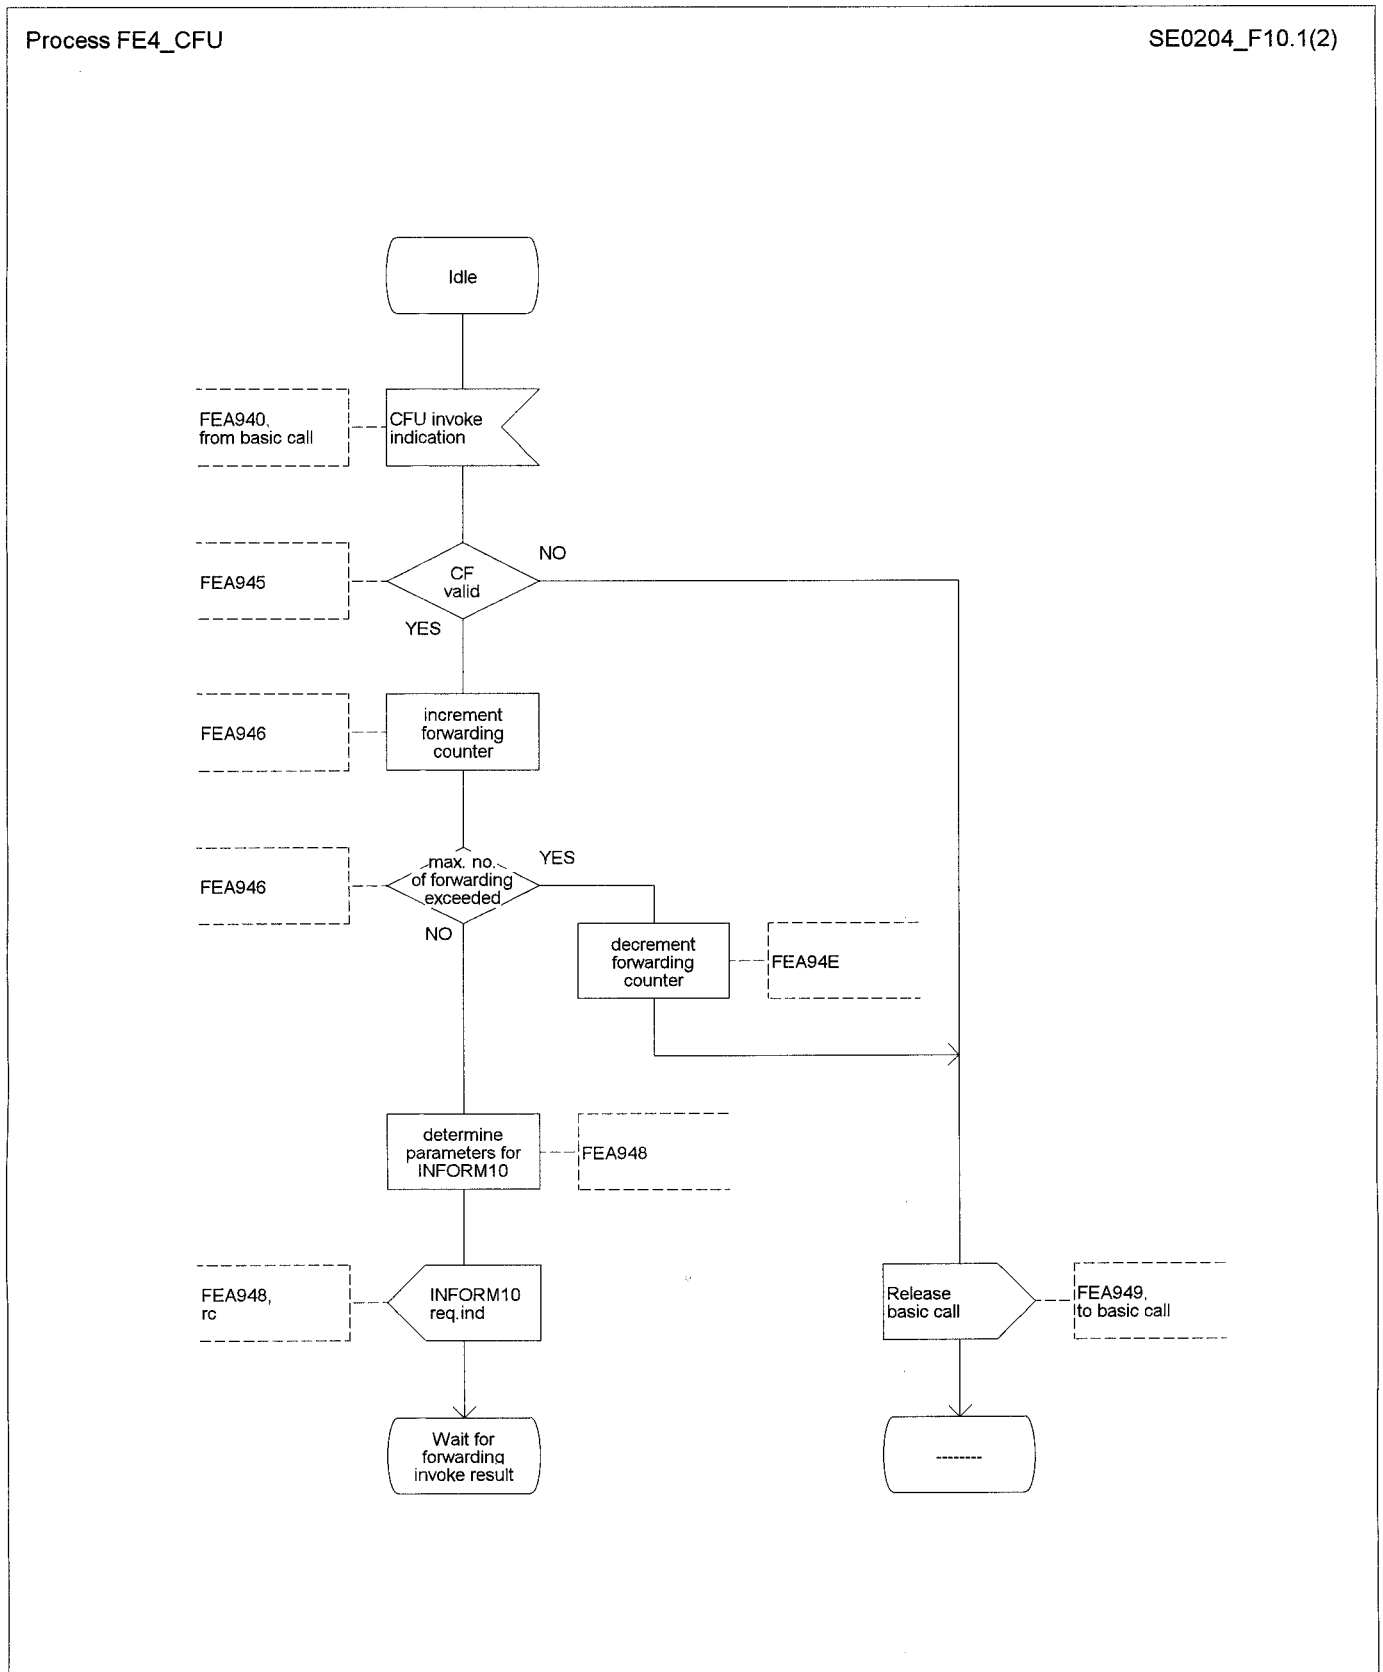 Process FE4_CFU
SE0204_F10.1(2)
Idle
FEA940,
from basic call
CFU invoke
indication
FEA945
CF
valid
NO
YES
FEA946
increment
forwarding
counter
FEA946
max. no.
of forwarding
exceeded
YES
NO
decrement
forwarding
counter
FEA94E
determine
parameters for
INFORM10
FEA948
FEA948,
rc
INFORM10
req.ind
Release
basic call
FEA949,
to basic call
Wait for
forwarding
invoke result
--------